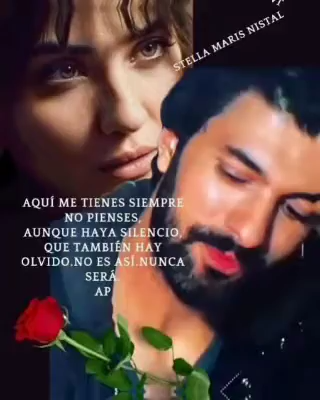 STELLA MARIS NISTAL
AQUÍ ME TIENES SIEMPRE
NO PIENSES,
AUNQUE HAYA SILENCIO,
QUE TAMBIÉN HAY
OLVIDO.NO ES ASÍ.NUNCA
SERÁ.
AP